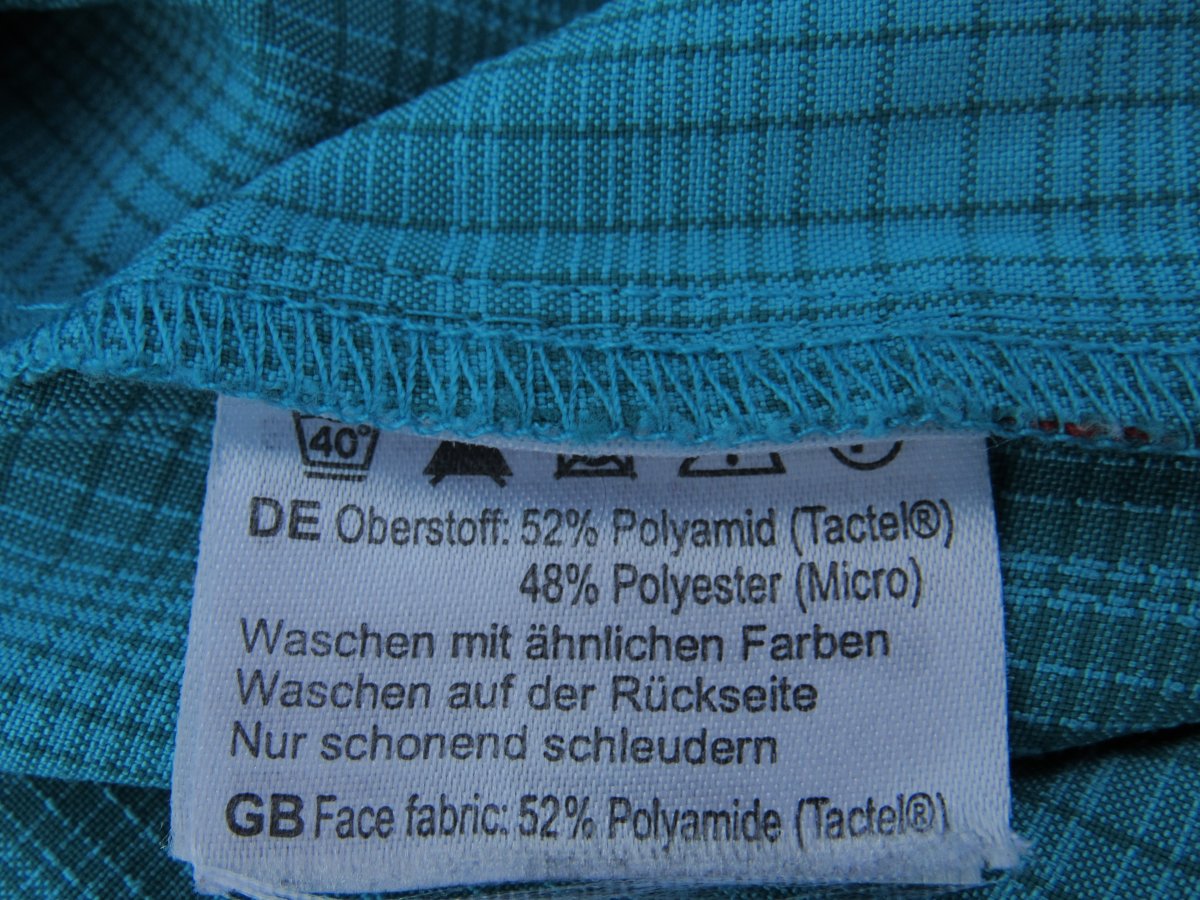 40°
DE Oberstoff: 52% Polyamid (Tactel®)
48% Polyester (Micro)
Waschen mit ähnlichen Farben
Waschen auf der Rückseite
Nur schonend schleudern
GB Face fabric: 52% Polyamide (Tactel®)